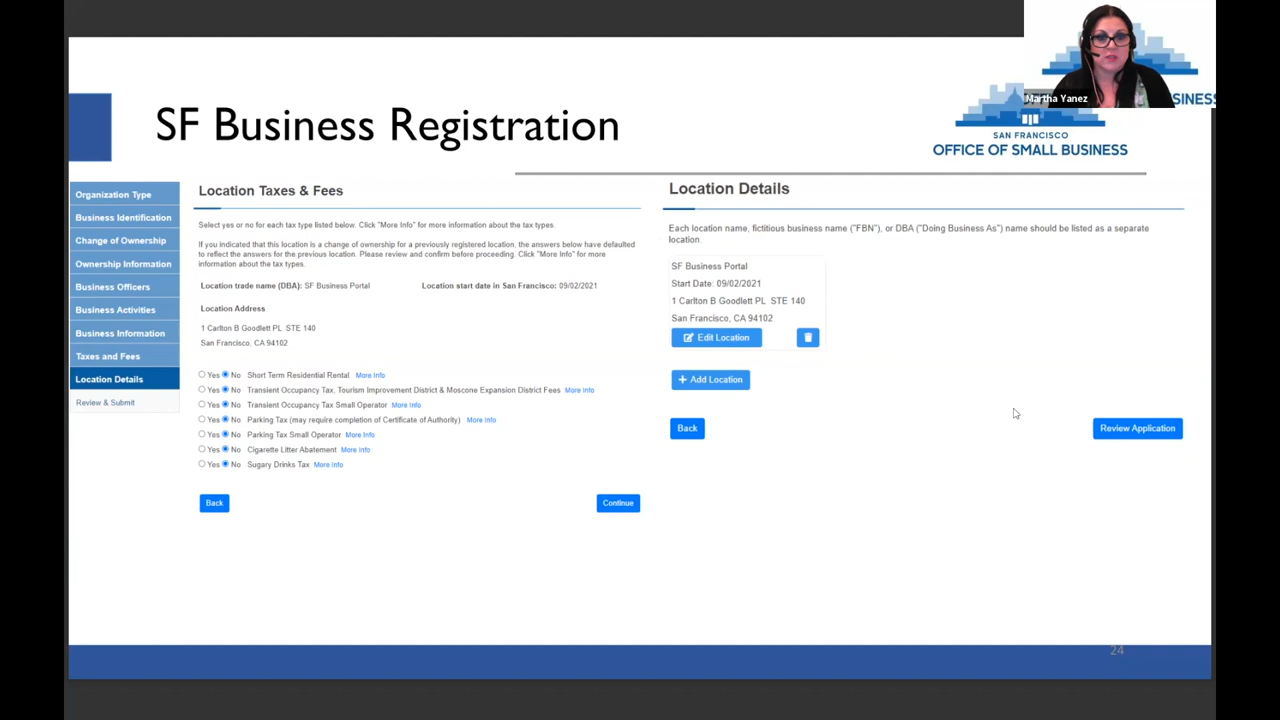 Martha Yanez
SINESS
SF Business Registration
SAN FRANCISCO
OFFICE OF SMALL BUSINESS
Organization Type
Business Identification
Change of Ownership
Ownership Information
Business Officers
Business Activities
Business Information
Taxes and Fees
Location Details
Review & Submit
Location Taxes & Fees
Select yes or no for each tax type listed below. Click "More Info" for more information about the tax types.
If you indicated that this location is a change of ownership for a previously registered location, the answers below have defaulted
to reflect the answers for the previous location. Please review and confirm before proceeding. Click "More Info" for more
information about the tax types.
Location trade name (DBA): SF Business Portal Location start date in San Francisco: 09/02/2021
Location Address
1 Carlton B Goodlett PL STE 140
San Francisco, CA 94102
Yes No Short Term Residential Rental More Info
Yes No Transient Occupancy Tax, Tourism Improvement District & Moscone Expansion District Fees More Info
Yes No Transient Occupancy Tax Small Operator More Info
Yes No Parking Tax (may require completion of Certificate of Authority) More Info
Yes No Parking Tax Small Operator More Info
Yes No Cigarette Litter Abatement More Info
Yes No Sugary Drinks Tax More Info
Back Continue
Location Details
Each location name, fictitious business name ("FBN"), or DBA ("Doing Business As") name should be listed as a separate
location.
SF Business Portal
Start Date: 09/02/2021
1 Carlton B Goodlett PL STE 140
San Francisco, CA 94102
Edit Location
+ Add Location
Back Review Application
24